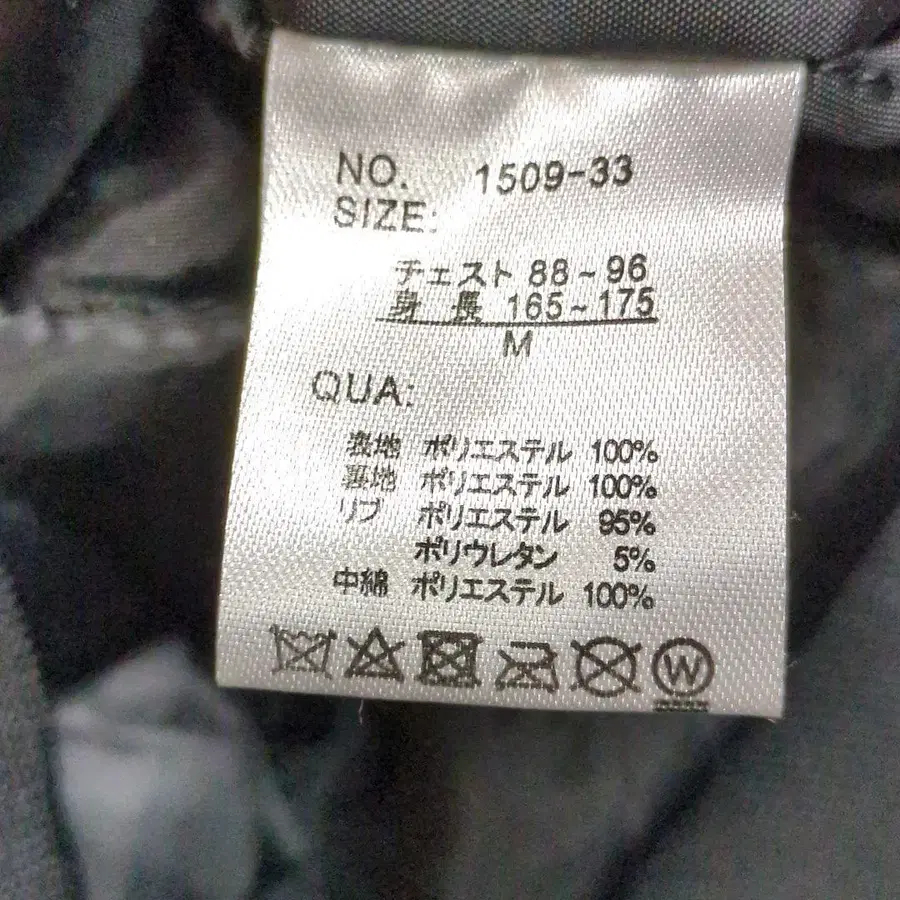 NO. 1509-33
SIZE:
チェスト 88~96
身長 165~175
M
QUA:
表地 ポリエステル 100%
裏地 ポリエステル 100%
リブ ポリエステル 95%
ポリウレタン 5%
中綿 ポリエステル 100%
W